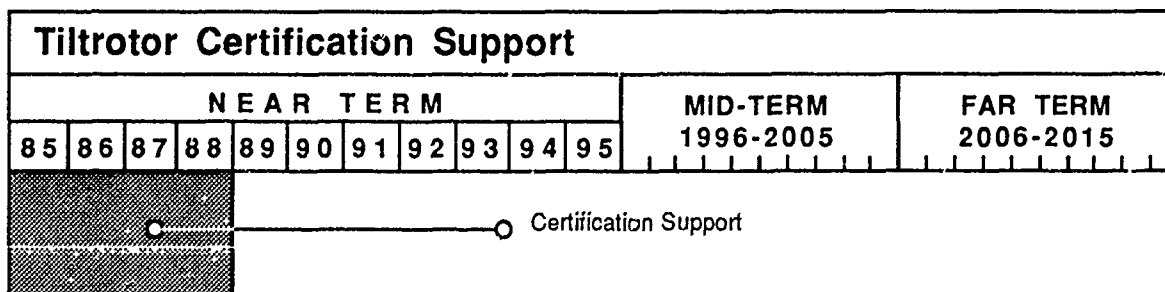 Tiltrotor Certification Support
NEAR TERM
MID-TERM
1996-2005
FAR TERM
2006-2015
85 86 87 88 89 90 91 92 93 94 95
Certification Support